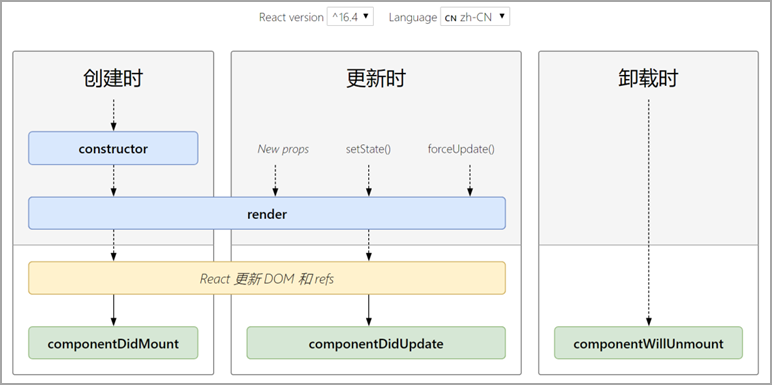 React version ^16.4 Language CN zh-CN
创建时 更新时 卸载时
constructor
New props setState() forceUpdate()
render
React 更新 DOM 和 refs
componentDidMount componentDidUpdate componentWillUnmount